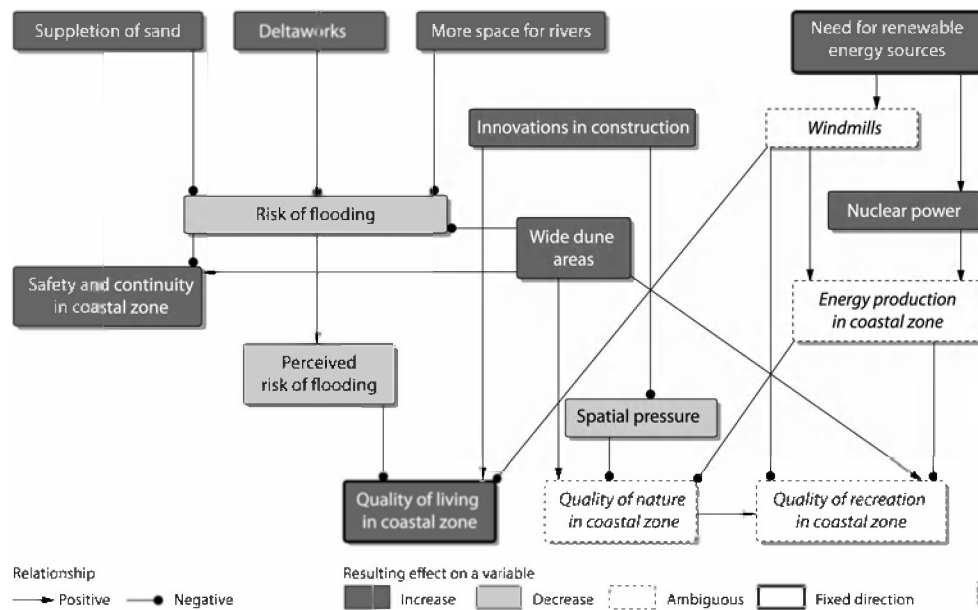 Suppletion of sand
Deltaworks
More space for rivers
Need for renewable
energy sources
Innovations in construction
Windmills
Risk of flooding
Wide dune
areas
Nuclear power
Safety and continuity
in coastal zone
Energy production
in coastal zone
Perceived
risk of flooding
Spatial pressure
Quality of living
in coastal zone
Quality of nature
in coastal zone
Quality of recreation
in coastal zone
Relationship
Positive
Negative
Resulting effect on a variable
Increase
Decrease
Ambiguous
Fixed direction